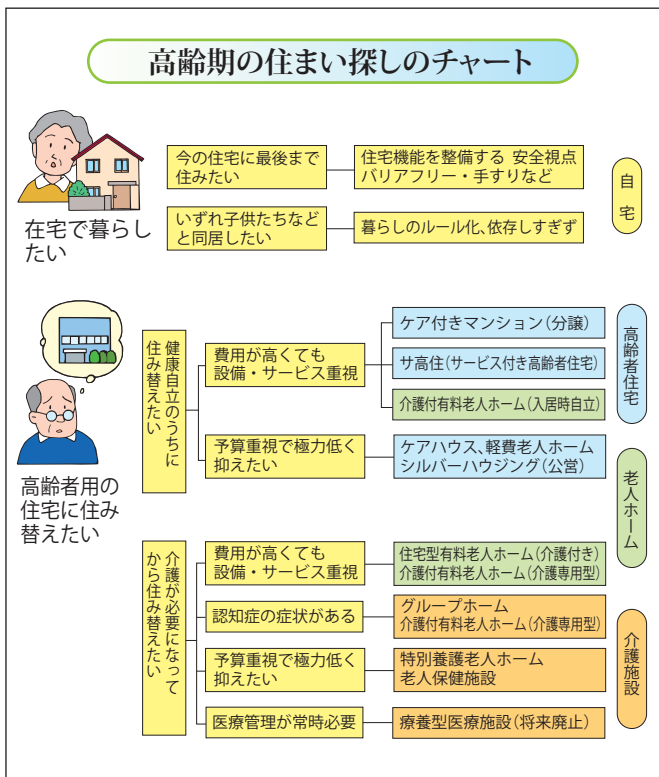 高齢期の住まい探しのチャート
在宅で暮らし
たい
今の住宅に最後まで
住みたい
住宅機能を整備する 安全視点
バリアフリー・手すりなど
いずれ子供たちなど
と同居したい
暮らしのルール化、依存しすぎず
自宅
高齢者用の
住宅に住み
替えたい
健康自立のうちに
住み替えたい
費用が高くても
設備・サービス重視
ケア付きマンション(分譲)
サ高住(サービス付き高齢者住宅)
介護付有料老人ホーム(入居時自立)
高齢者住宅
予算重視で極力低く
抑えたい
ケアハウス、軽費老人ホーム
シルバーハウジング(公営)
老人ホーム
介護が必要になって
から住み替えたい
費用が高くても
設備・サービス重視
住宅型有料老人ホーム(介護付き)
介護付有料老人ホーム(介護専用型)
認知症の症状がある
グループホーム
介護付有料老人ホーム(介護専用型)
予算重視で極力低く
抑えたい
特別養護老人ホーム
老人保健施設
医療管理が常時必要
療養型医療施設(将来廃止)
介護施設